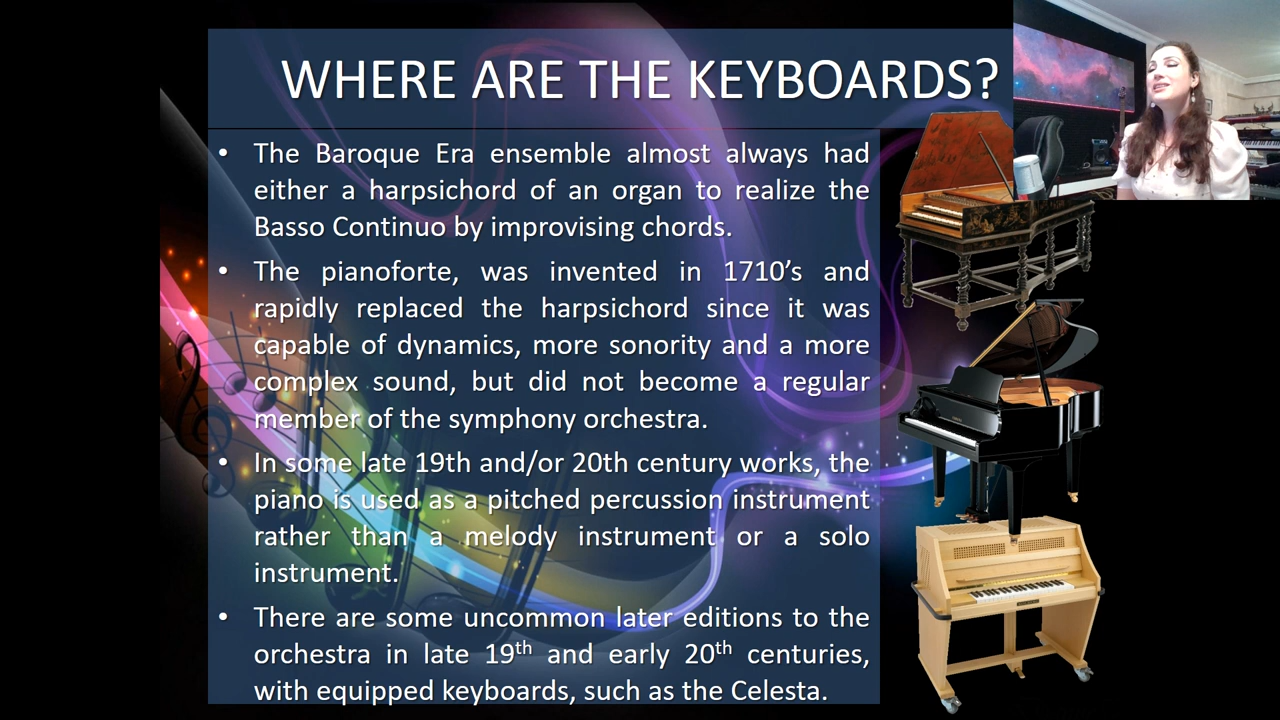 WHERE ARE THE KEYBOARDS?
• The Baroque Era ensemble almost always had
either a harpsichord of an organ to realize the
Basso Continuo by improvising chords.
• The pianoforte, was invented in 1710’s and
rapidly replaced the harpsichord since it was
capable of dynamics, more sonority and a more
complex sound, but did not become a regular
member of the symphony orchestra.
• In some late 19th and/or 20th century works, the
piano is used as a pitched percussion instrument
rather than a melody instrument or a solo
instrument.
• There are some uncommon later editions to the
orchestra in late 19th and early 20th centuries,
with equipped keyboards, such as the Celesta.